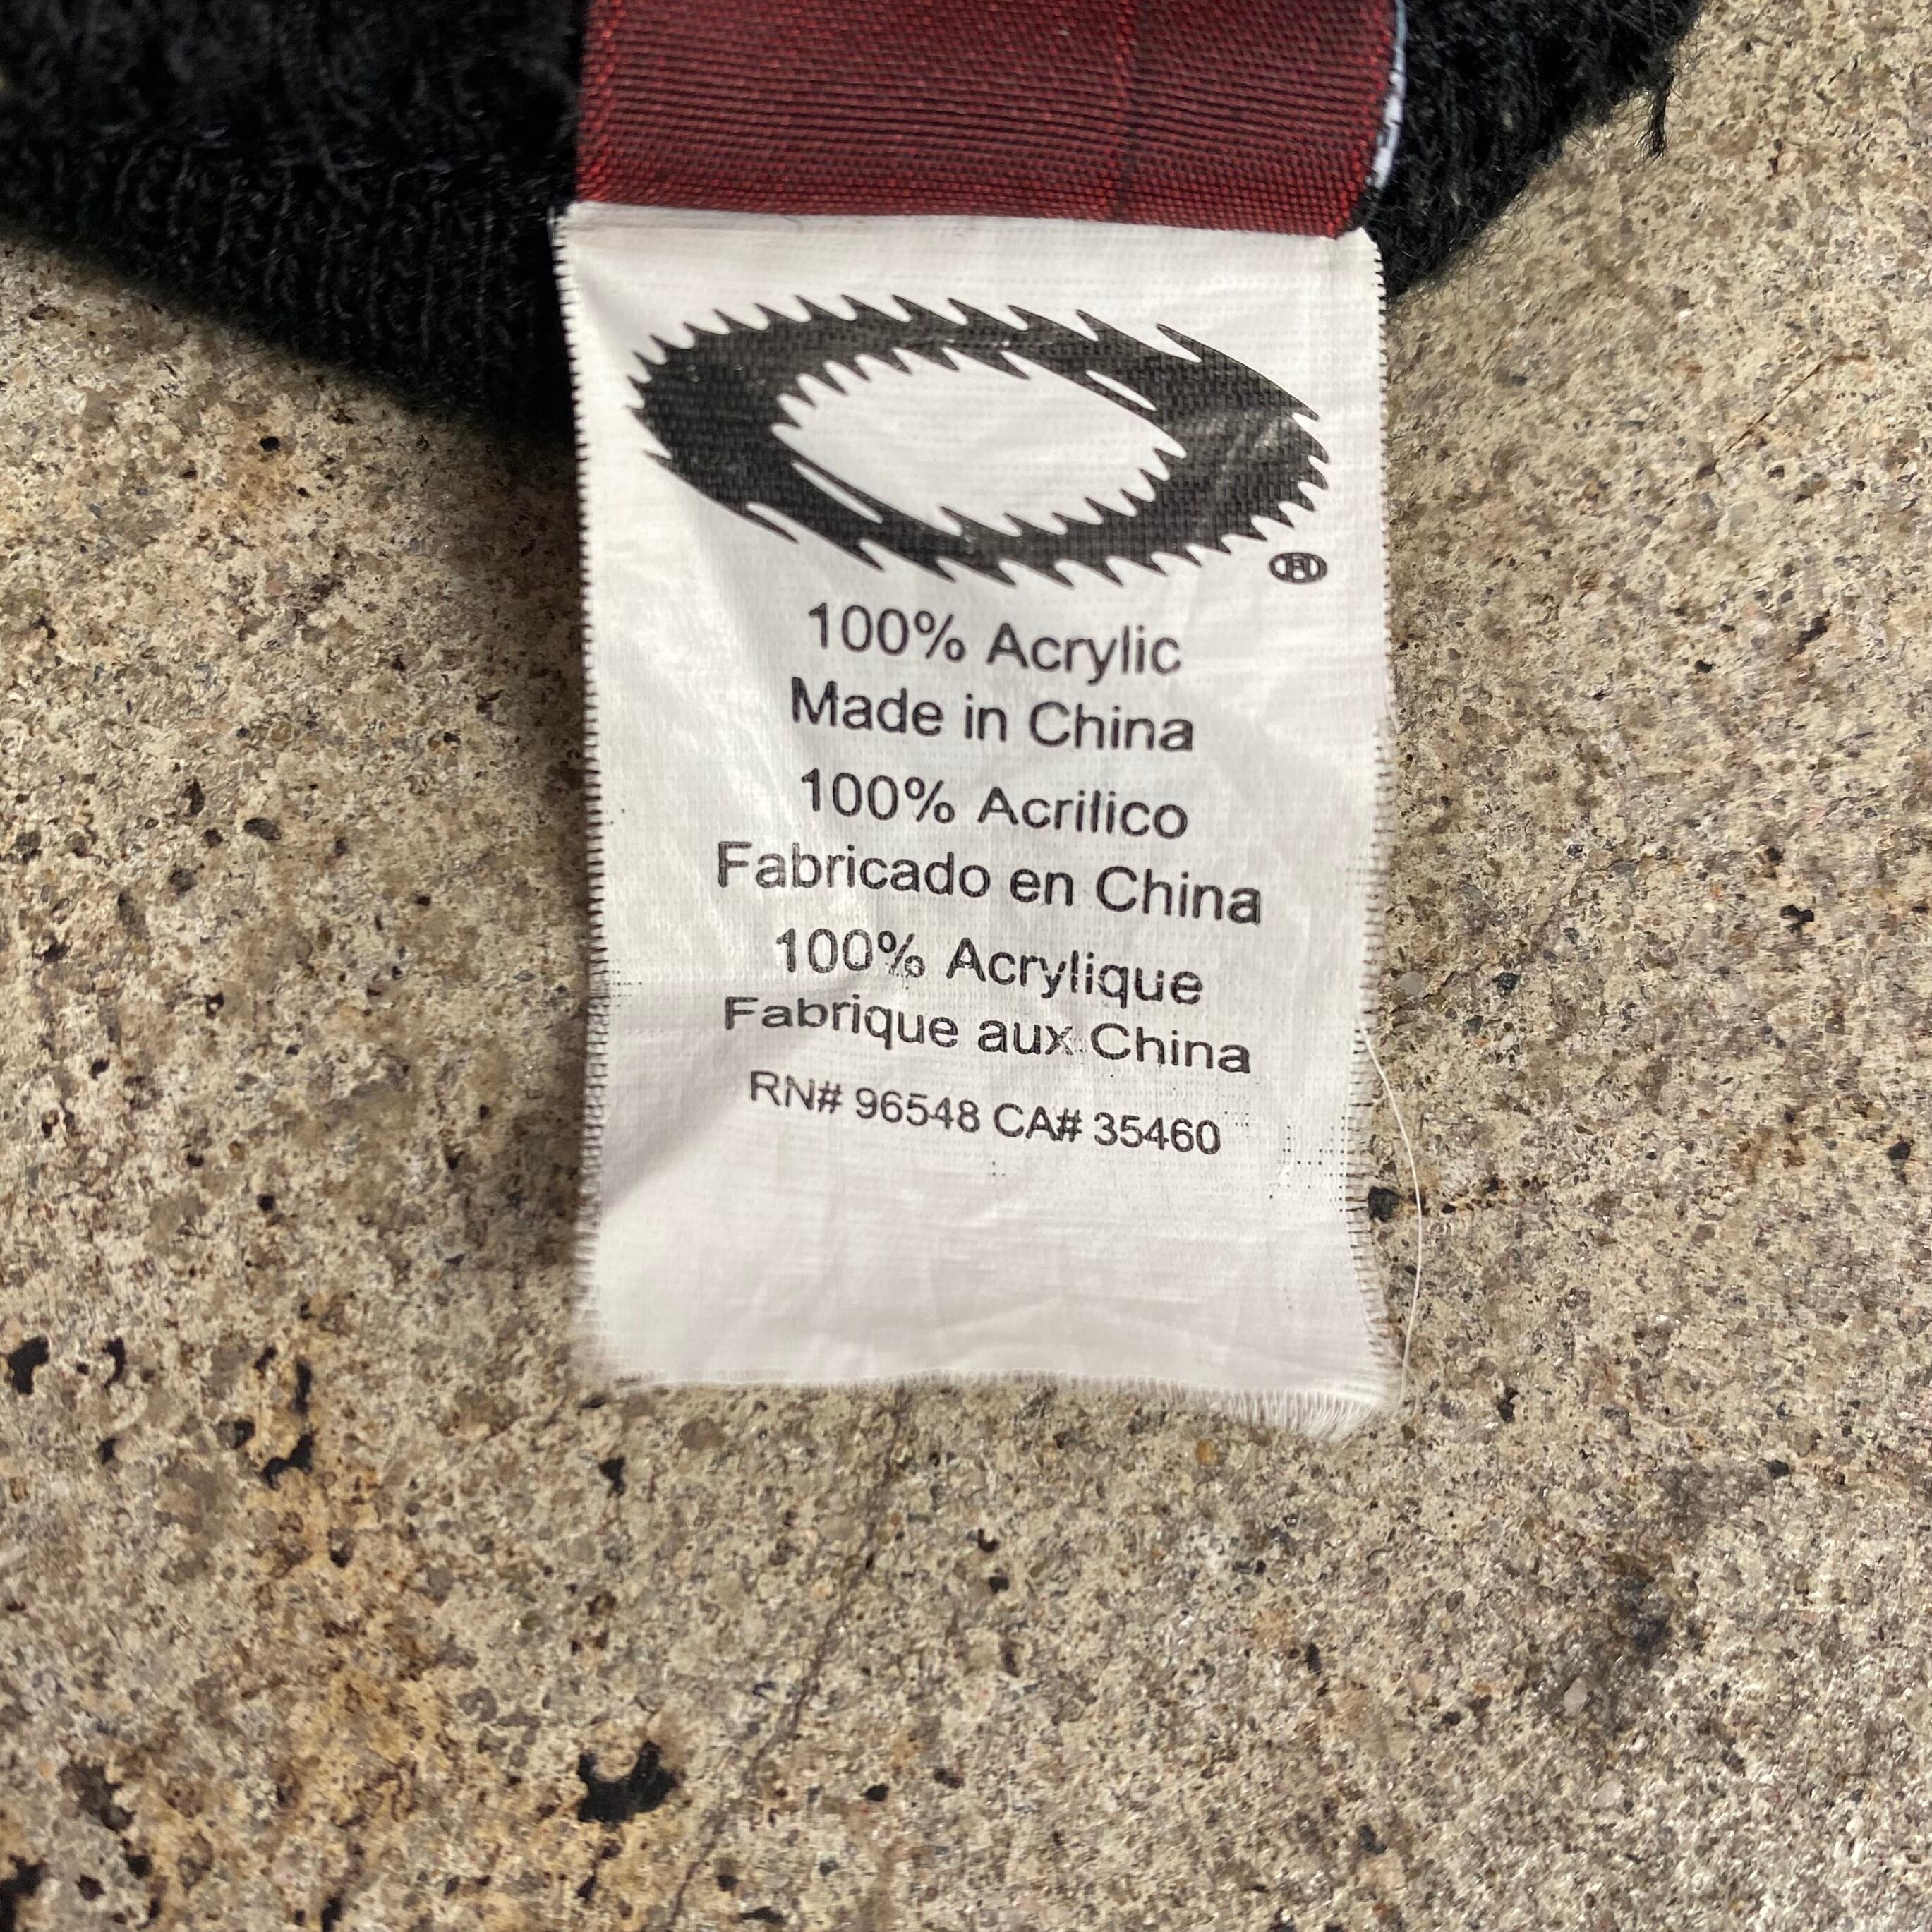 ®
100% Acrylic
Made in China
100% Acrilico
Fabricado en China
100% Acrylique
Fabrique aux China
RN# 96548 CA# 35460